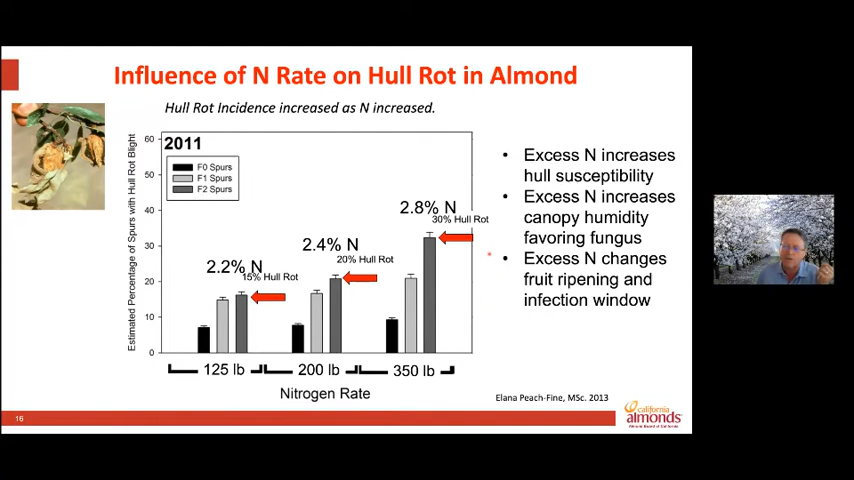 Influence of N Rate on Hull Rot in Almond
Hull Rot Incidence increased as N increased.
Estimated Percentage of Spurs with Hull Rot Blight
60
50
40
30
20
10
0
2011
F0 Spurs
F1 Spurs
F2 Spurs
2.2% N
15% Hull Rot
2.4% N
20% Hull Rot
2.8% N
30% Hull Rot
125 lb
200 lb
350 lb
Nitrogen Rate
• Excess N increases
hull susceptibility
• Excess N increases
canopy humidity
favoring fungus
• Excess N changes
fruit ripening and
infection window
Elana Peach-Fine, MSc. 2013
16
california
almonds
Almond Board of California